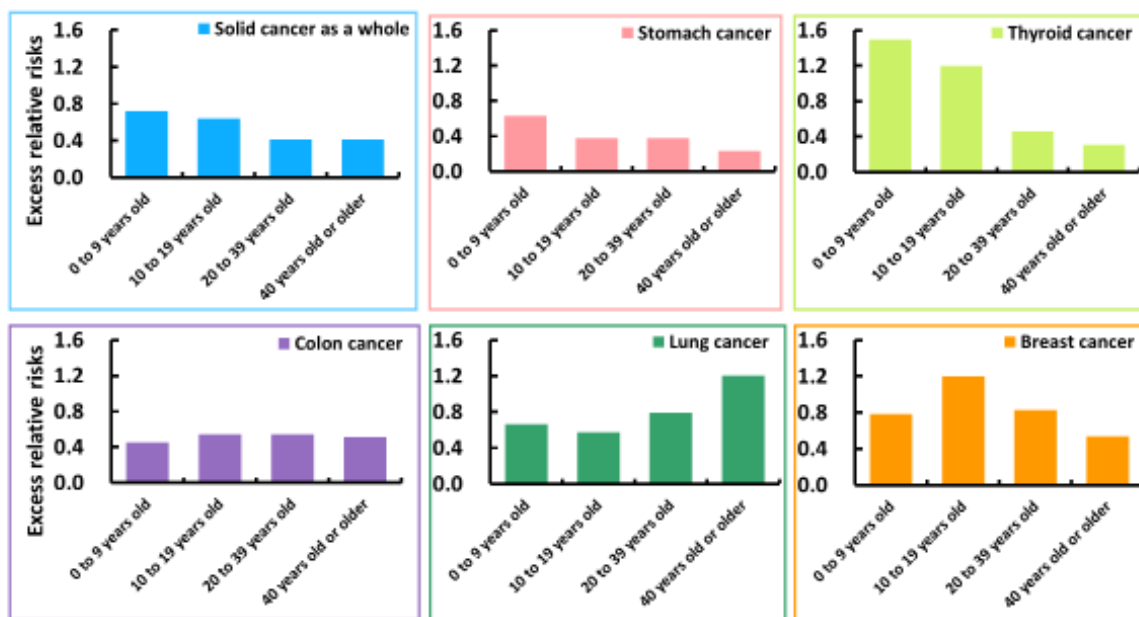 Solid cancer as a whole
Excess relative risks
1.6
1.2
0.8
0.4
0.0
0 to 9 years old
10 to 19 years old
20 to 39 years old
40 years old or older
Stomach cancer
1.6
1.2
0.8
0.4
0.0
0 to 9 years old
10 to 19 years old
20 to 39 years old
40 years old or older
Thyroid cancer
1.6
1.2
0.8
0.4
0.0
0 to 9 years old
10 to 19 years old
20 to 39 years old
40 years old or older
Colon cancer
Excess relative risks
1.6
1.2
0.8
0.4
0.0
0 to 9 years old
10 to 19 years old
20 to 39 years old
40 years old or older
Lung cancer
1.6
1.2
0.8
0.4
0.0
0 to 9 years old
10 to 19 years old
20 to 39 years old
40 years old or older
Breast cancer
1.6
1.2
0.8
0.4
0.0
0 to 9 years old
10 to 19 years old
20 to 39 years old
40 years old or older